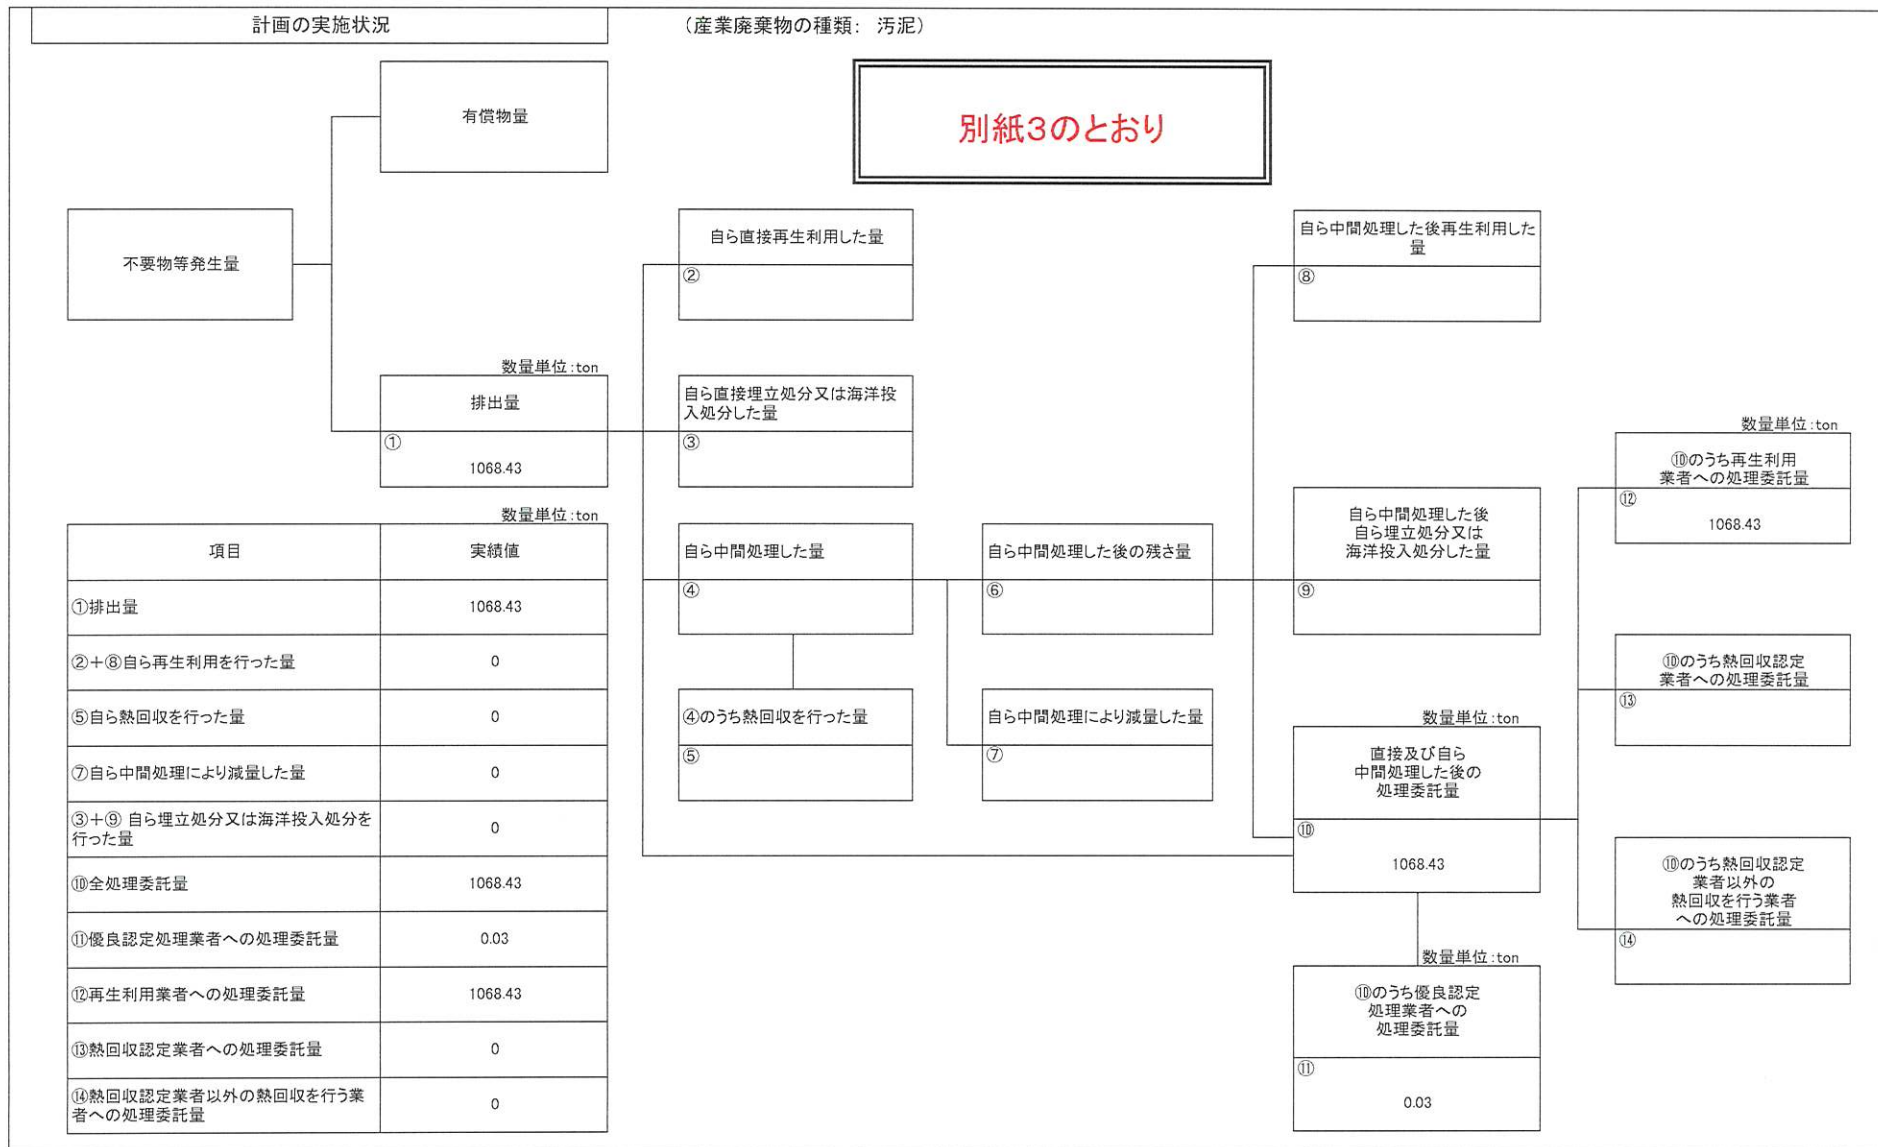 計画の実施状況
（産業廃棄物の種類： 汚泥）
有償物量
別紙３のとおり
不要物等発生量
自ら直接再生利用した量
②
自ら中間処理した後再生利用した
量
⑧
数量単位:ton
排出量
①
1068.43
自ら直接埋立処分又は海洋投
入処分した量
③
数量単位:ton
⑩のうち再生利用
業者への処理委託量
⑫
1068.43
数量単位:ton
項目 実績値
①排出量 1068.43
②＋⑧自ら再生利用を行った量 0
⑤自ら熱回収を行った量 0
⑦自ら中間処理により減量した量 0
③＋⑨ 自ら埋立処分又は海洋投入処分を
行った量 0
⑩全処理委託量 1068.43
⑪優良認定処理業者への処理委託量 0.03
⑫再生利用業者への処理委託量 1068.43
⑬熱回収認定業者への処理委託量 0
⑭熱回収認定業者以外の熱回収を行う業
者への処理委託量 0
自ら中間処理した量
④
自ら中間処理した後の残さ量
⑥
自ら中間処理した後
自ら埋立処分又は
海洋投入処分した量
⑨
④のうち熱回収を行った量
⑤
自ら中間処理により減量した量
⑦
⑩のうち熱回収認定
業者への処理委託量
⑬
数量単位:ton
直接及び自ら
中間処理した後の
処理委託量
⑩
1068.43
⑩のうち熱回収認定
業者以外の
熱回収を行う業者
への処理委託量
⑭
数量単位:ton
⑩のうち優良認定
処理業者への
処理委託量
⑪
0.03